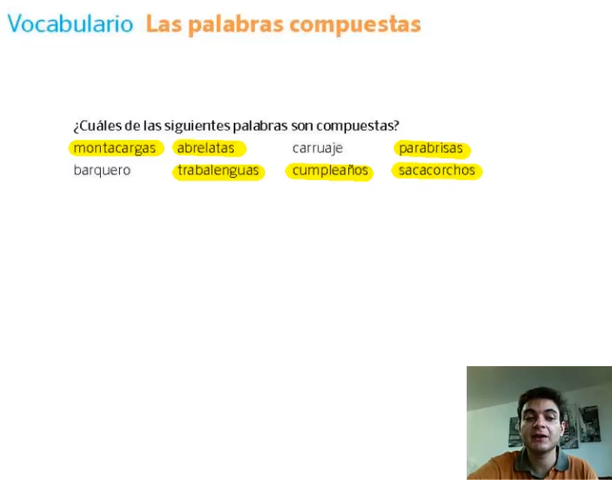 Vocabulario Las palabras compuestas
¿Cuáles de las siguientes palabras son compuestas?
montacargas abrelatas carruaje parabrisas
barquero trabalenguas cumpleaños sacacorchos